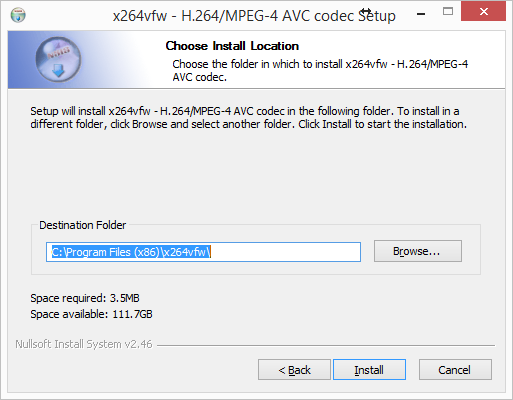 x264vfw - H.264/MPEG-4 AVC codec Setup
Choose Install Location
Choose the folder in which to install x264vfw - H.264/MPEG-4
AVC codec.
Setup will install x264vfw - H.264/MPEG-4 AVC codec in the following folder. To install in a
different folder, click Browse and select another folder. Click Install to start the installation.
Destination Folder
C:\Program Files (x86)\x264vfw\
Browse...
Space required: 3.5MB
Space available: 111.7GB
Nullsoft Install System v2.46
< Back
Install
Cancel